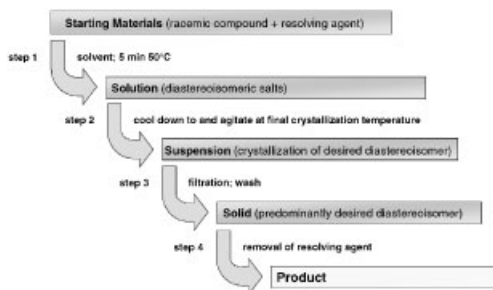 Starting Materials (racemic compound + resolving agent)
step 1 solvent; 5 min 50°C
Solution (diastereoisomeric salts)
step 2 cool down to and agitate at final crystallization temperature
Suspension (crystallization of desired diastereoisomer)
step 3 filtration; wash
Solid (predominantly desired diastereoisomer)
step 4 removal of resolving agent
Product